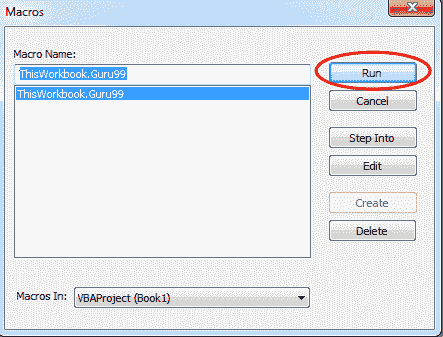 Macros
Macro Name:
ThisWorkbook.Guru99
ThisWorkbook.Guru99
Run
Cancel
Step Into
Edit
Create
Delete
Macros In: VBAProject (Book1)